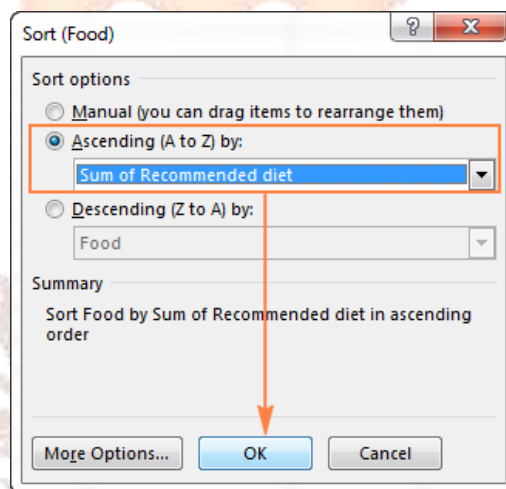 Sort (Food)
Sort options
Manual (you can drag items to rearrange them)
Ascending (A to Z) by:
Sum of Recommended diet
Descending (Z to A) by:
Food
Summary
Sort Food by Sum of Recommended diet in ascending
order
More Options... OK Cancel